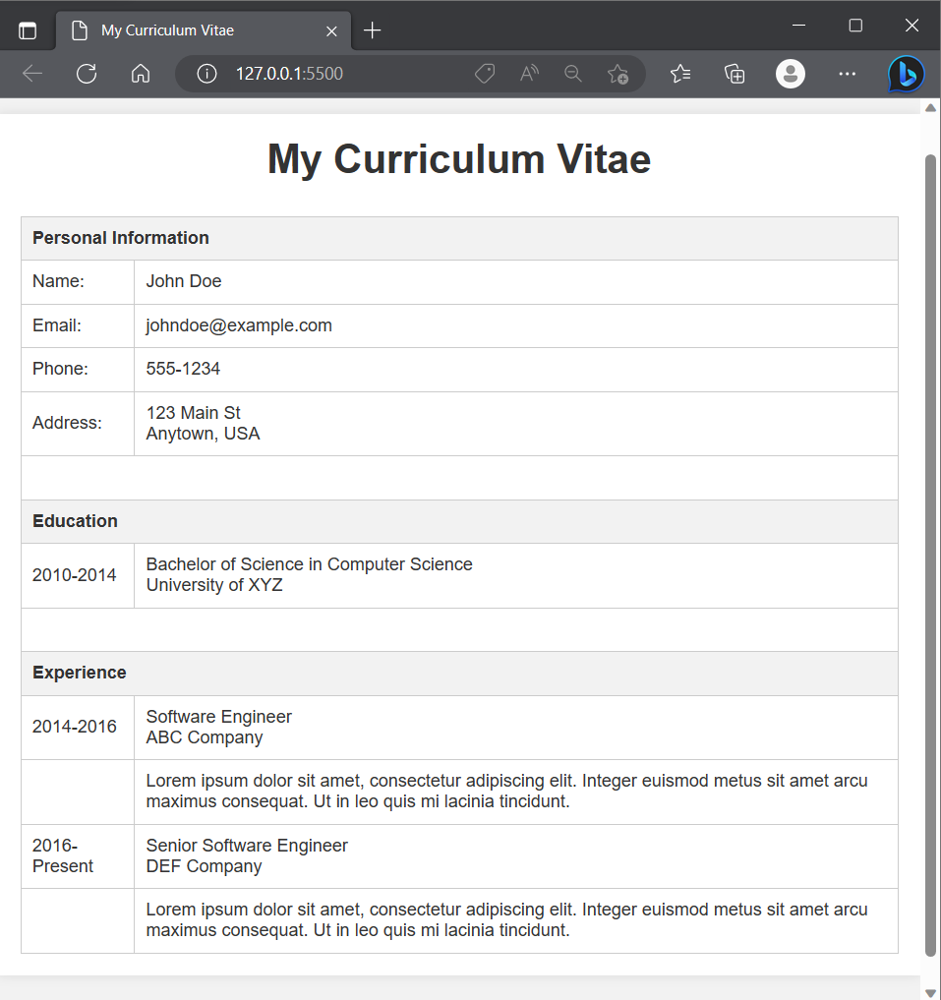 My Curriculum Vitae
127.0.0.1:5500
My Curriculum Vitae
Personal Information
Name: John Doe
Email: johndoe@example.com
Phone: 555-1234
Address: 123 Main St
Anytown, USA
Education
2010-2014 Bachelor of Science in Computer Science
University of XYZ
Experience
2014-2016 Software Engineer
ABC Company
Lorem ipsum dolor sit amet, consectetur adipiscing elit. Integer euismod metus sit amet arcu
maximus consequat. Ut in leo quis mi lacinia tincidunt.
2016- Senior Software Engineer
Present DEF Company
Lorem ipsum dolor sit amet, consectetur adipiscing elit. Integer euismod metus sit amet arcu
maximus consequat. Ut in leo quis mi lacinia tincidunt.